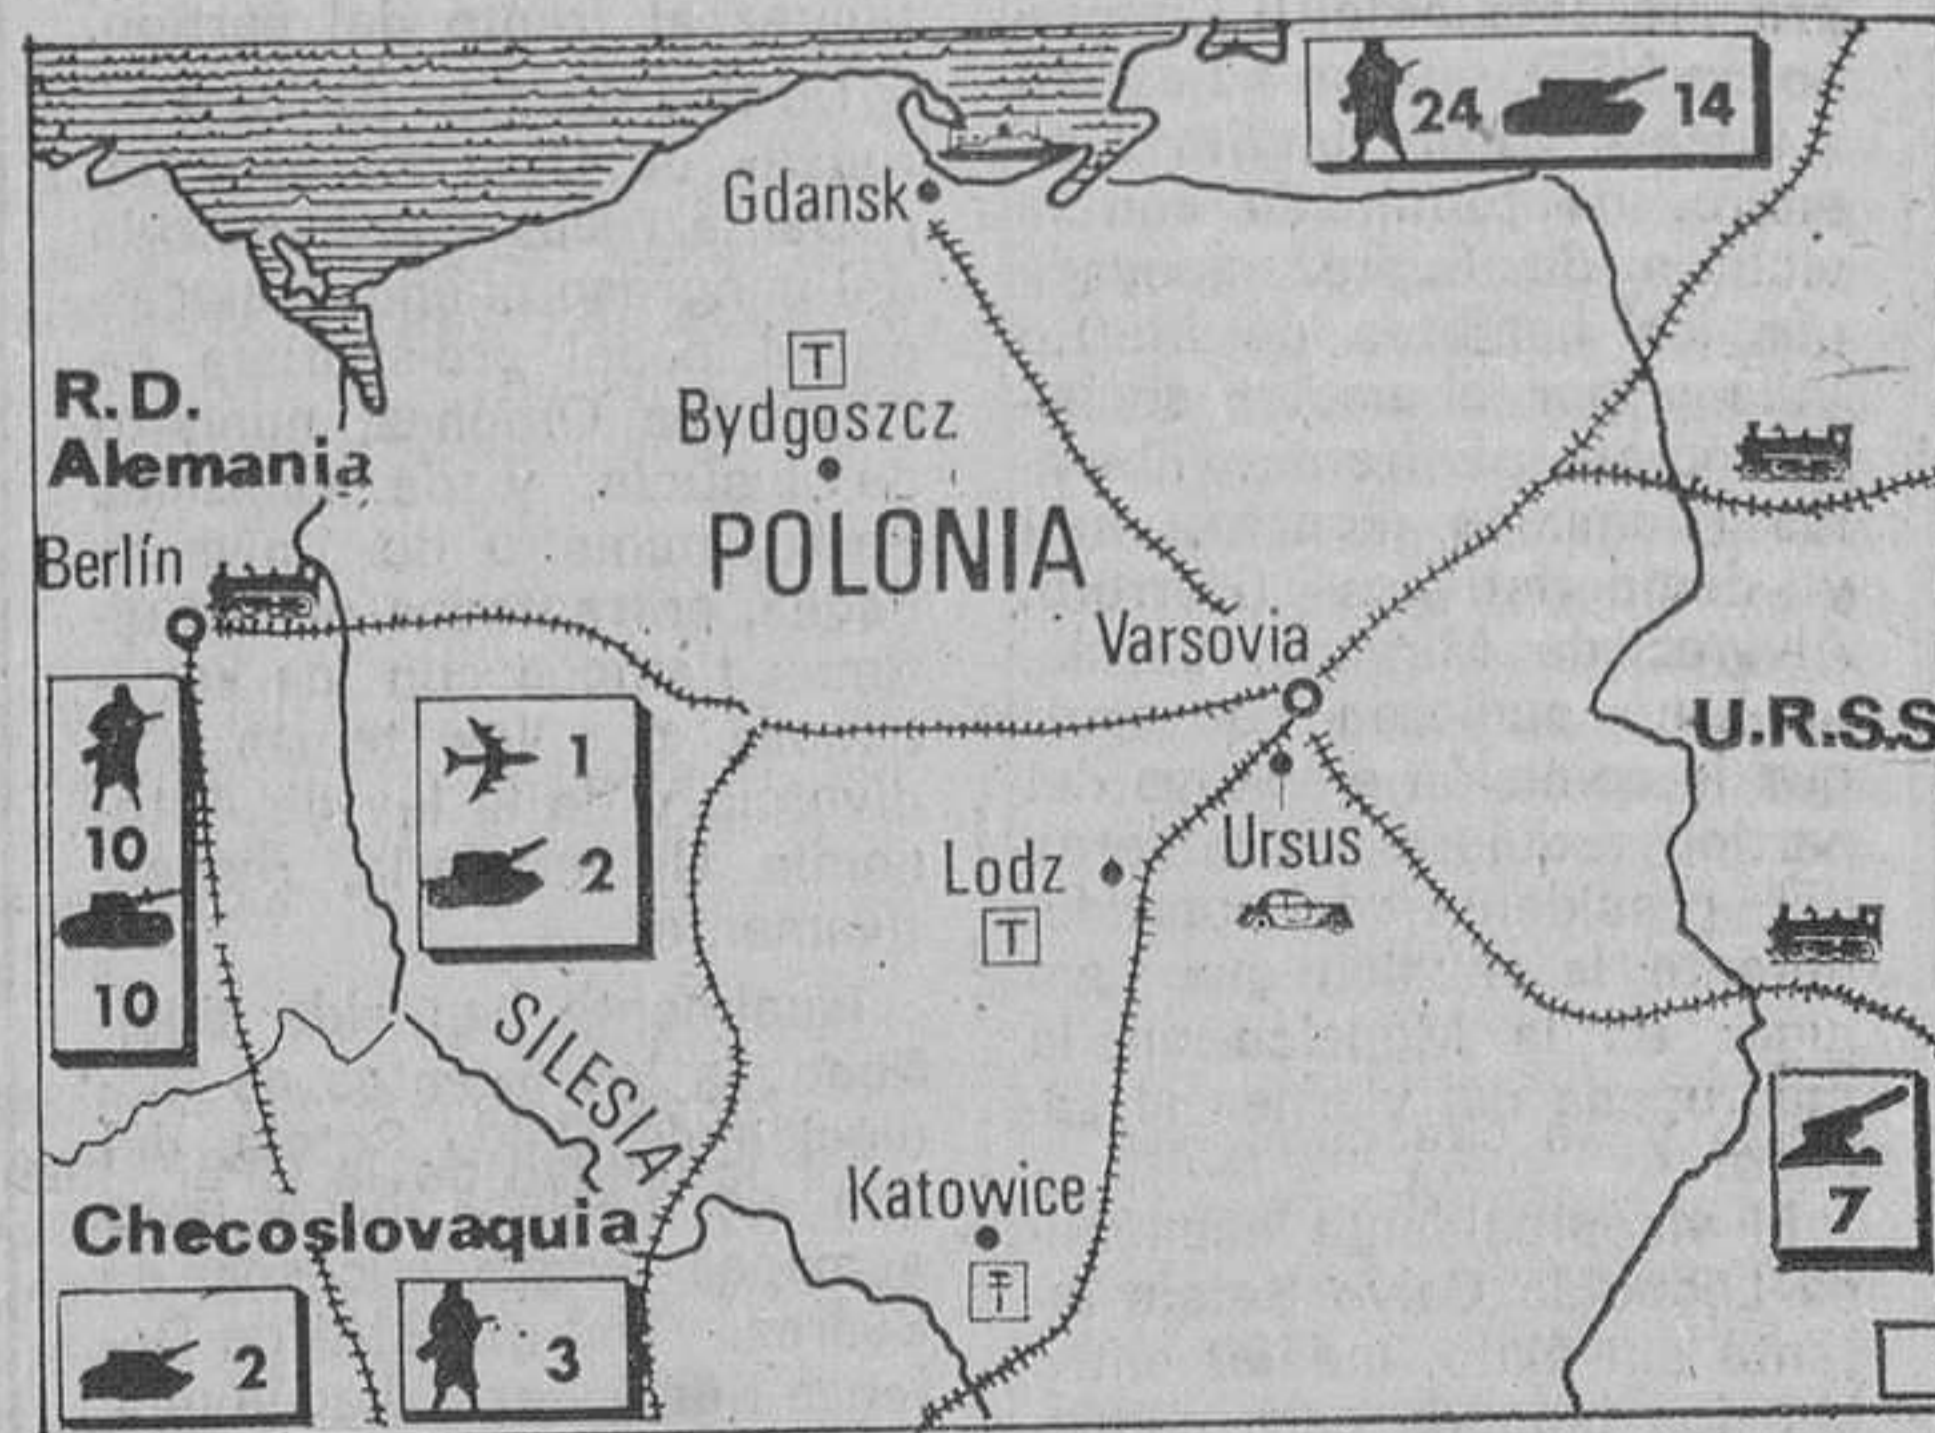 24 14
Gdansk
T
Bydgoszcz
R.D.
Alemania
POLONIA
Berlín
Varsovia
U.R.S.S
10
10
1
2
Ursus
Lodz
T
SILESIA
7
Katowice
Checoslovaquia
2
3